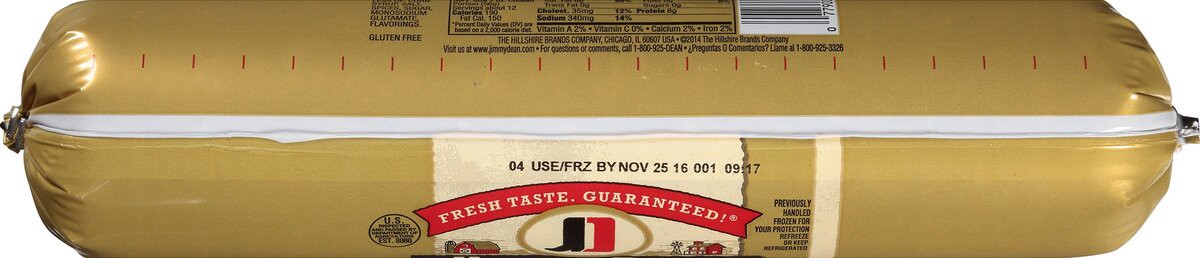 SYRUP, SALT,
SPICES, SUGAR,
MONOSODIUM
GLUTAMATE,
FLAVORINGS.
GLUTEN FREE
Portion (56g)
Servings about 12
Calories 190
Fat Cal. 150
*Percent Daily Values (DV) are
based on a 2,000 calorie diet.
Trans Fat 0g Sugars 0g
Cholest. 35mg 12% Protein 8g
Sodium 340mg 14%
Vitamin A 2% • Vitamin C 0% • Calcium 2% • Iron 2%
THE HILLSHIRE BRANDS COMPANY, CHICAGO, IL 60607 USA • ©2014 The Hillshire Brands Company
Visit us at www.jimmydean.com • For questions or comments, call 1-800-925-DEAN • ¿Preguntas O Comentarios? Llame al 1-800-925-3326
04 USE/FRZ BY NOV 25 16 001 09:17
FRESH TASTE. GUARANTEED!®
U.S.
INSPECTED
AND PASSED BY
DEPARTMENT OF
AGRICULTURE
EST. 8080
PREVIOUSLY
HANDLED
FROZEN FOR
YOUR PROTECTION
REFREEZE
OR KEEP
REFRIGERATED